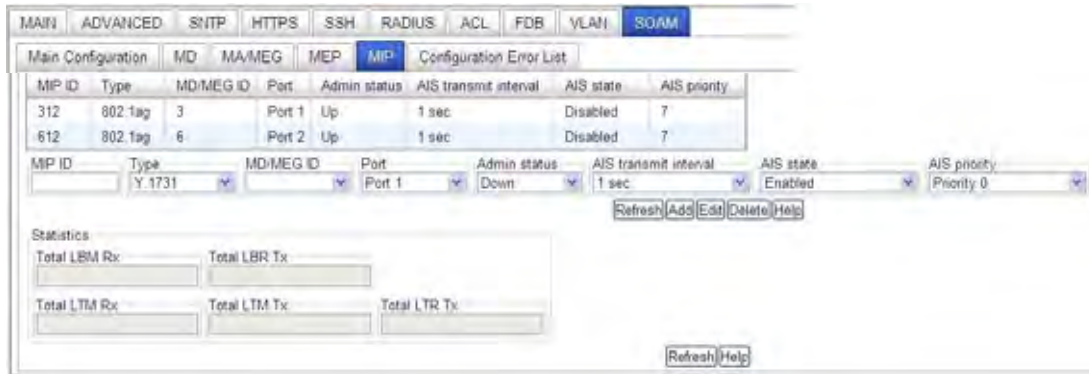 MAIN ADVANCED SNTP HTTPS SSH RADIUS ACL FDB VLAN SOAM
Main Configuration MD MA/MEG MEP MIP Configuration Error List
MIP ID Type MD/MEG ID Port Admin status AIS transmit interval AIS state AIS priority
312 802.1ag 3 Port 1 Up 1 sec Disabled 7
612 802.1ag 6 Port 2 Up 1 sec Disabled 7
MIP ID Type MD/MEG ID Port Admin status AIS transmit interval AIS state AIS priority
Y.1731 Port 1 Down 1 sec Enabled Priority 0
Refresh Add Edit Delete Help
Statistics
Total LBM Rx Total LBR Tx
Total LTM Rx Total LTM Tx Total LTR Tx
Refresh Help